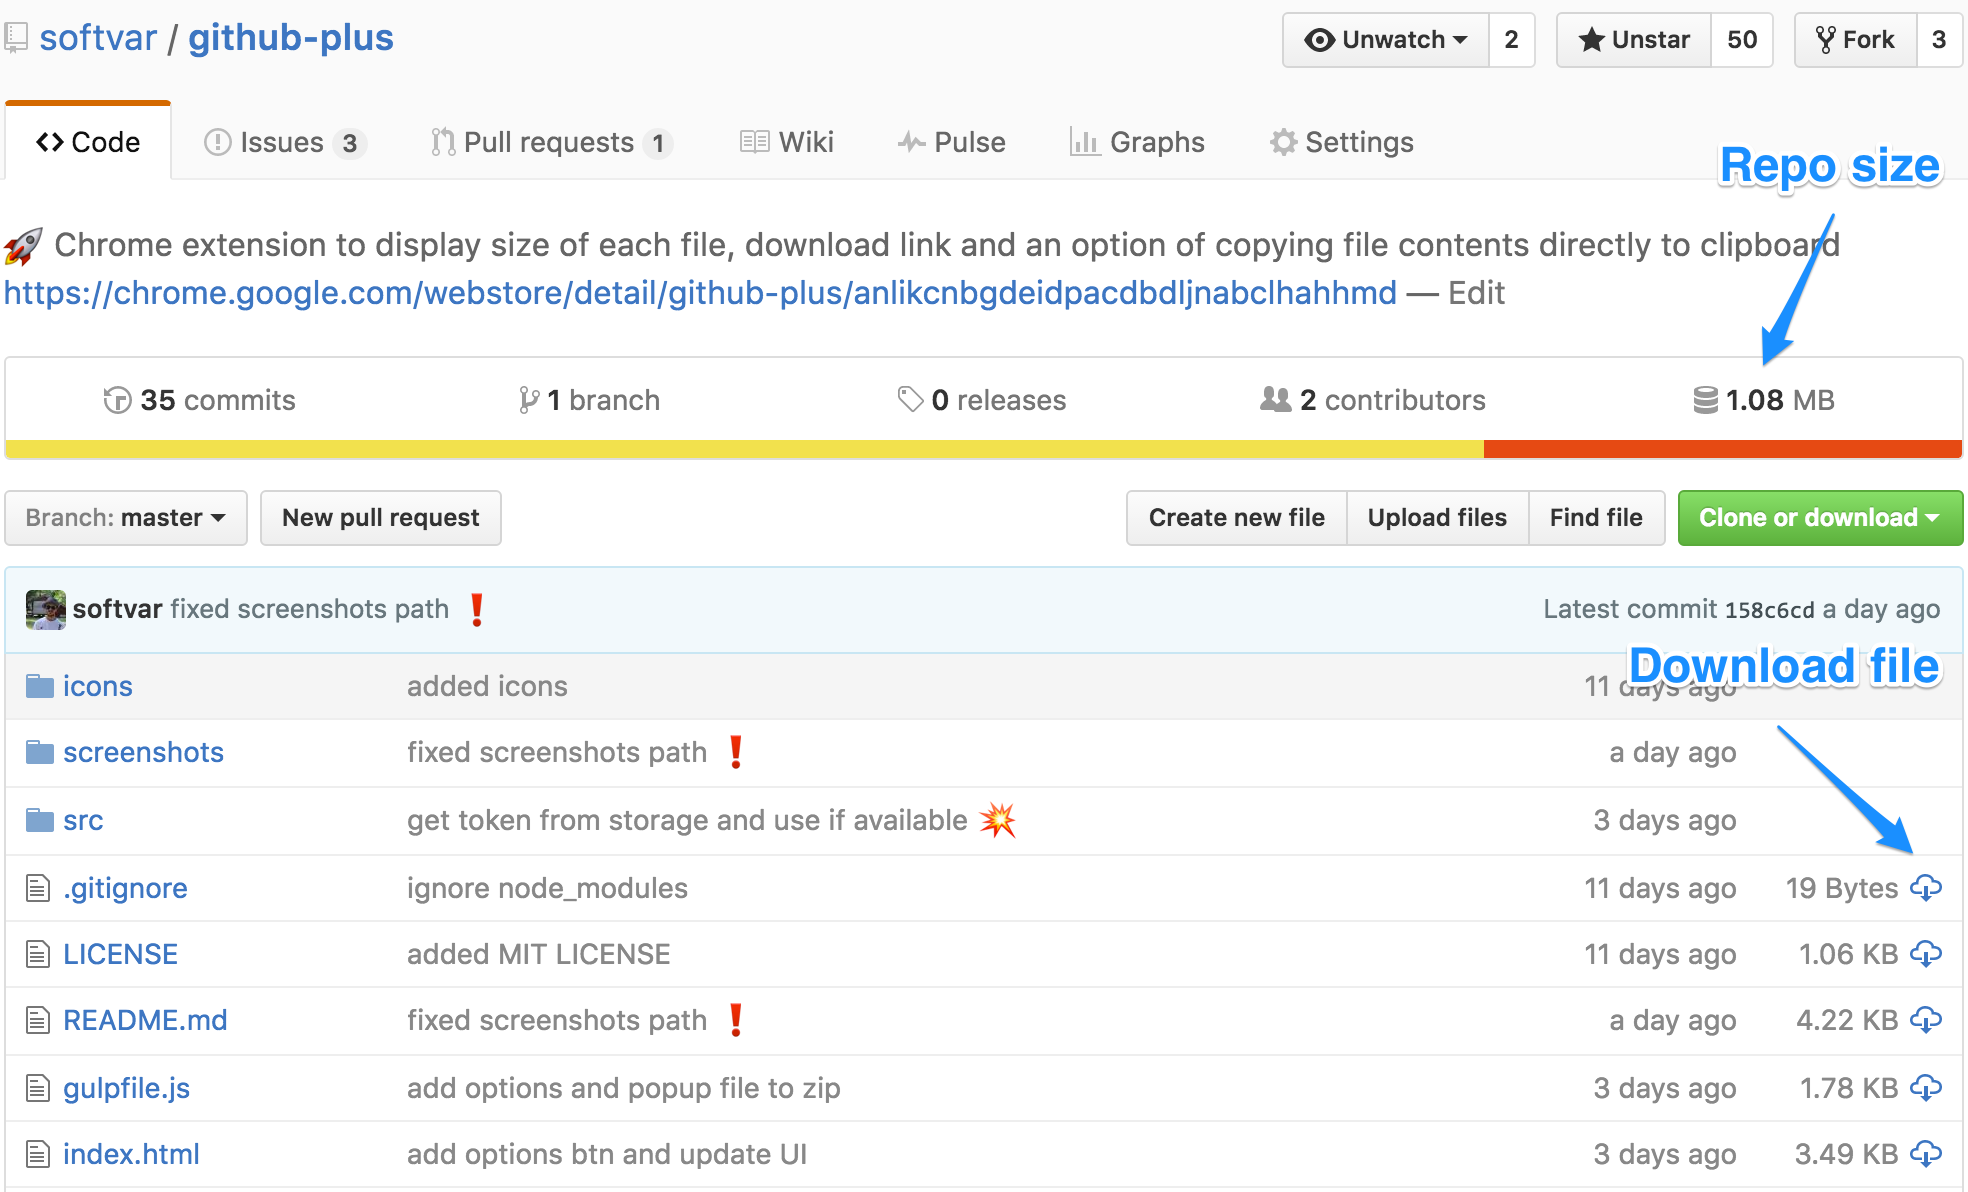 softvar / github-plus
Unwatch 2 Unstar 50 Fork 3
Code Issues 3 Pull requests 1 Wiki Pulse Graphs Settings
Repo size
Chrome extension to display size of each file, download link and an option of copying file contents directly to clipboard
https://chrome.google.com/webstore/detail/github-plus/anlikcnbgdeidpacdbdljnabclhahhmd — Edit
35 commits 1 branch 0 releases 2 contributors 1.08 MB
Branch: master New pull request Create new file Upload files Find file Clone or download
softvar fixed screenshots path ❗ Latest commit 158c6cd a day ago
Download file
icons added icons 11 days ago
screenshots fixed screenshots path ❗ a day ago
src get token from storage and use if available 3 days ago
.gitignore ignore node_modules 11 days ago 19 Bytes
LICENSE added MIT LICENSE 11 days ago 1.06 KB
README.md fixed screenshots path ❗ a day ago 4.22 KB
gulpfile.js add options and popup file to zip 3 days ago 1.78 KB
index.html add options btn and update UI 3 days ago 3.49 KB